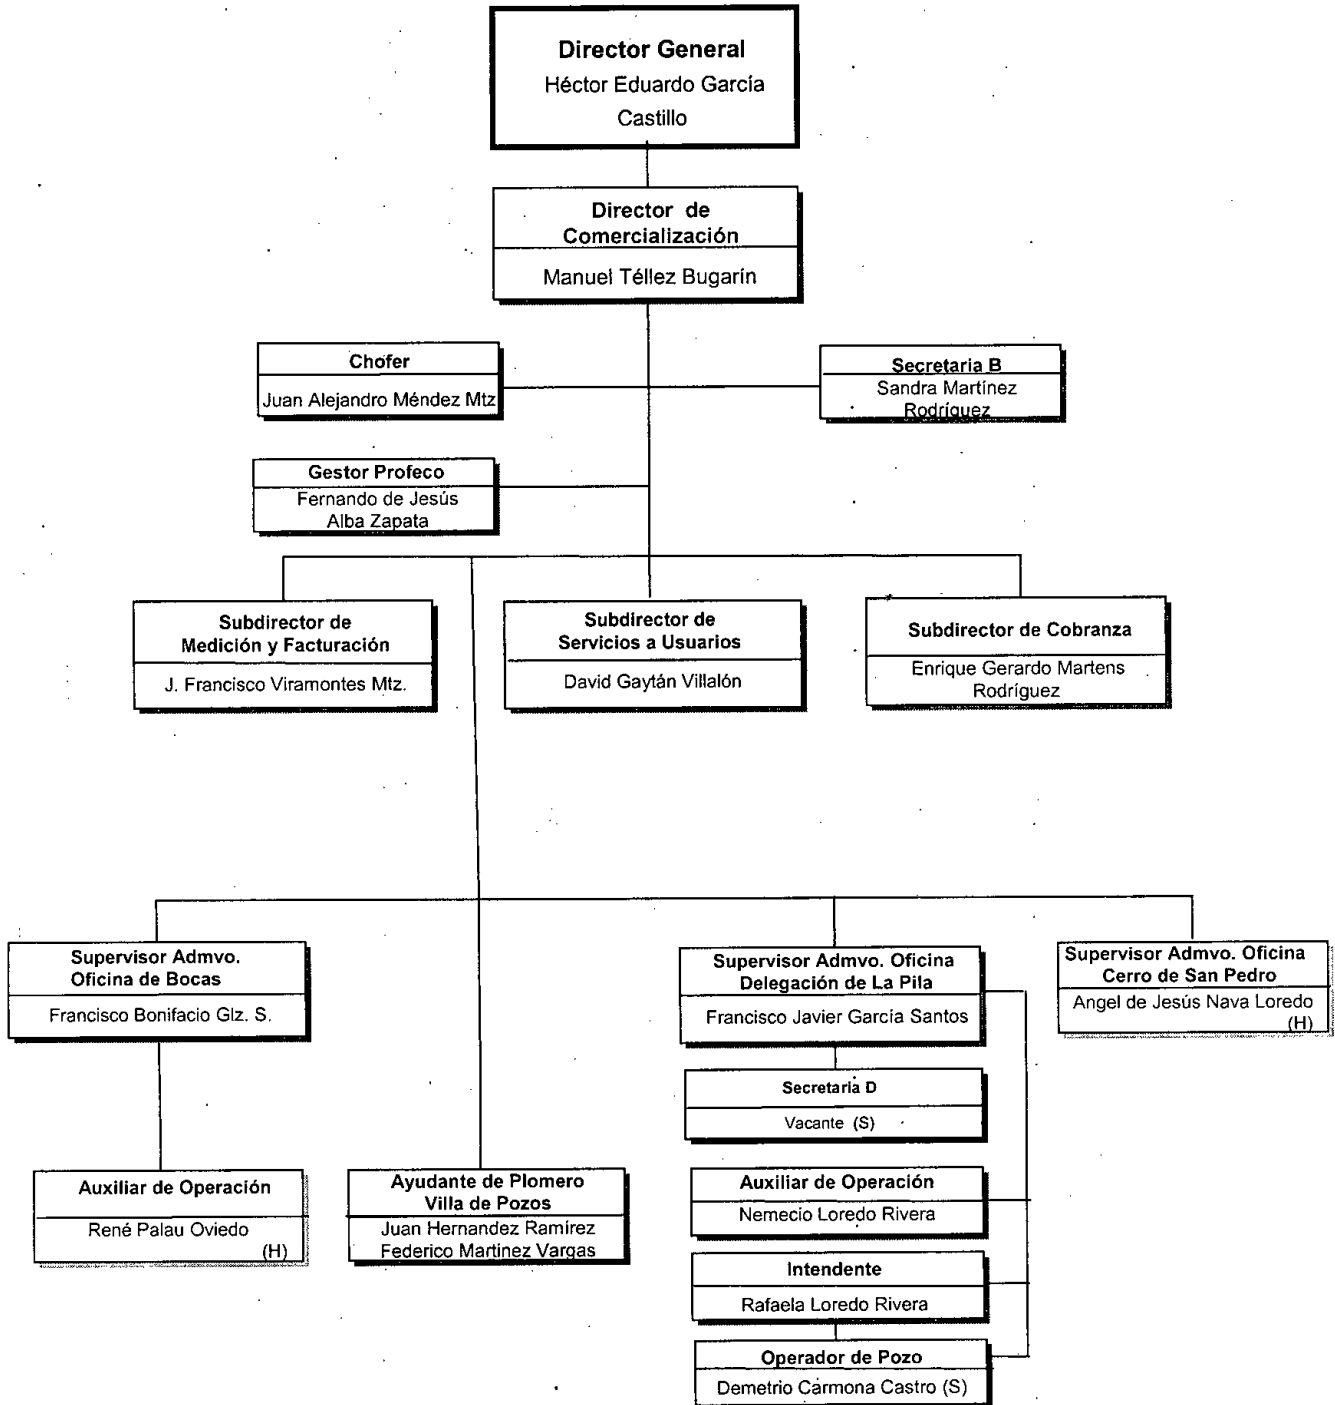 Director General
Héctor Eduardo García
Castillo
Director de
Comercialización
Manuel Téllez Bugarín
Chofer
Juan Alejandro Méndez Mtz
Secretaria B
Sandra Martínez
Rodríguez
Gestor Profeco
Fernando de Jesús
Alba Zapata
Subdirector de
Medición y Facturación
J. Francisco Viramontes Mtz.
Subdirector de
Servicios a Usuarios
David Gaytán Villalón
Subdirector de Cobranza
Enrique Gerardo Martens
Rodríguez
Supervisor Admvo.
Oficina de Bocas
Francisco Bonifacio Glz. S.
Supervisor Admvo. Oficina
Delegación de La Pila
Francisco Javier García Santos
Supervisor Admvo. Oficina
Cerro de San Pedro
Angel de Jesús Nava Loredo
(H)
Secretaria D
Vacante (S)
Auxiliar de Operación
René Palau Oviedo
(H)
Ayudante de Plomero
Villa de Pozos
Juan Hernandez Ramírez
Federico Martinez Vargas
Auxiliar de Operación
Nemecio Loredo Rivera
Intendente
Rafaela Loredo Rivera
Operador de Pozo
Demetrio Carmona Castro (S)